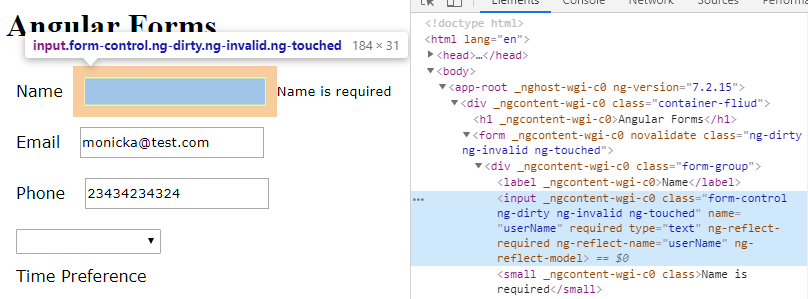 Angular Forms
input.form-control.ng-dirty.ng-invalid.ng-touched 184 × 31
Name Name is required
Email monicka@test.com
Phone 23434234324
Time Preference
Elements Console Sources Network
<!doctype html>
<html lang="en">
<head>…</head>
<body>
<app-root _nghost-wgi-c0 ng-version="7.2.15">
<div _ngcontent-wgi-c0 class="container-fliud">
<h1 _ngcontent-wgi-c0>Angular Forms</h1>
<form _ngcontent-wgi-c0 novalidate class="ng-dirty
ng-invalid ng-touched">
<div _ngcontent-wgi-c0 class="form-group">
<label _ngcontent-wgi-c0>Name</label>
… <input _ngcontent-wgi-c0 class="form-control
ng-dirty ng-invalid ng-touched" name=
"userName" required type="text" ng-reflect-
required ng-reflect-name="userName" ng-
reflect-model> == $0
<small _ngcontent-wgi-c0 class>Name is
required</small>